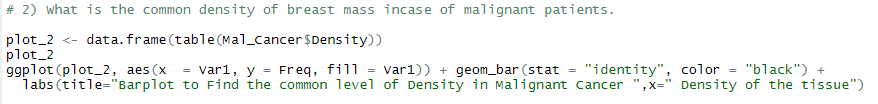 # 2) What is the common density of breast mass incase of malignant patients.
plot_2 <- data.frame(table(Mal_Cancer$Density))
plot_2
ggplot(plot_2, aes(x  = Var1, y = Freq, fill = Var1)) + geom_bar(stat = "identity", color = "black") +
  labs(title="Barplot to Find the common level of Density in Malignant Cancer ",x=" Density of the tissue")